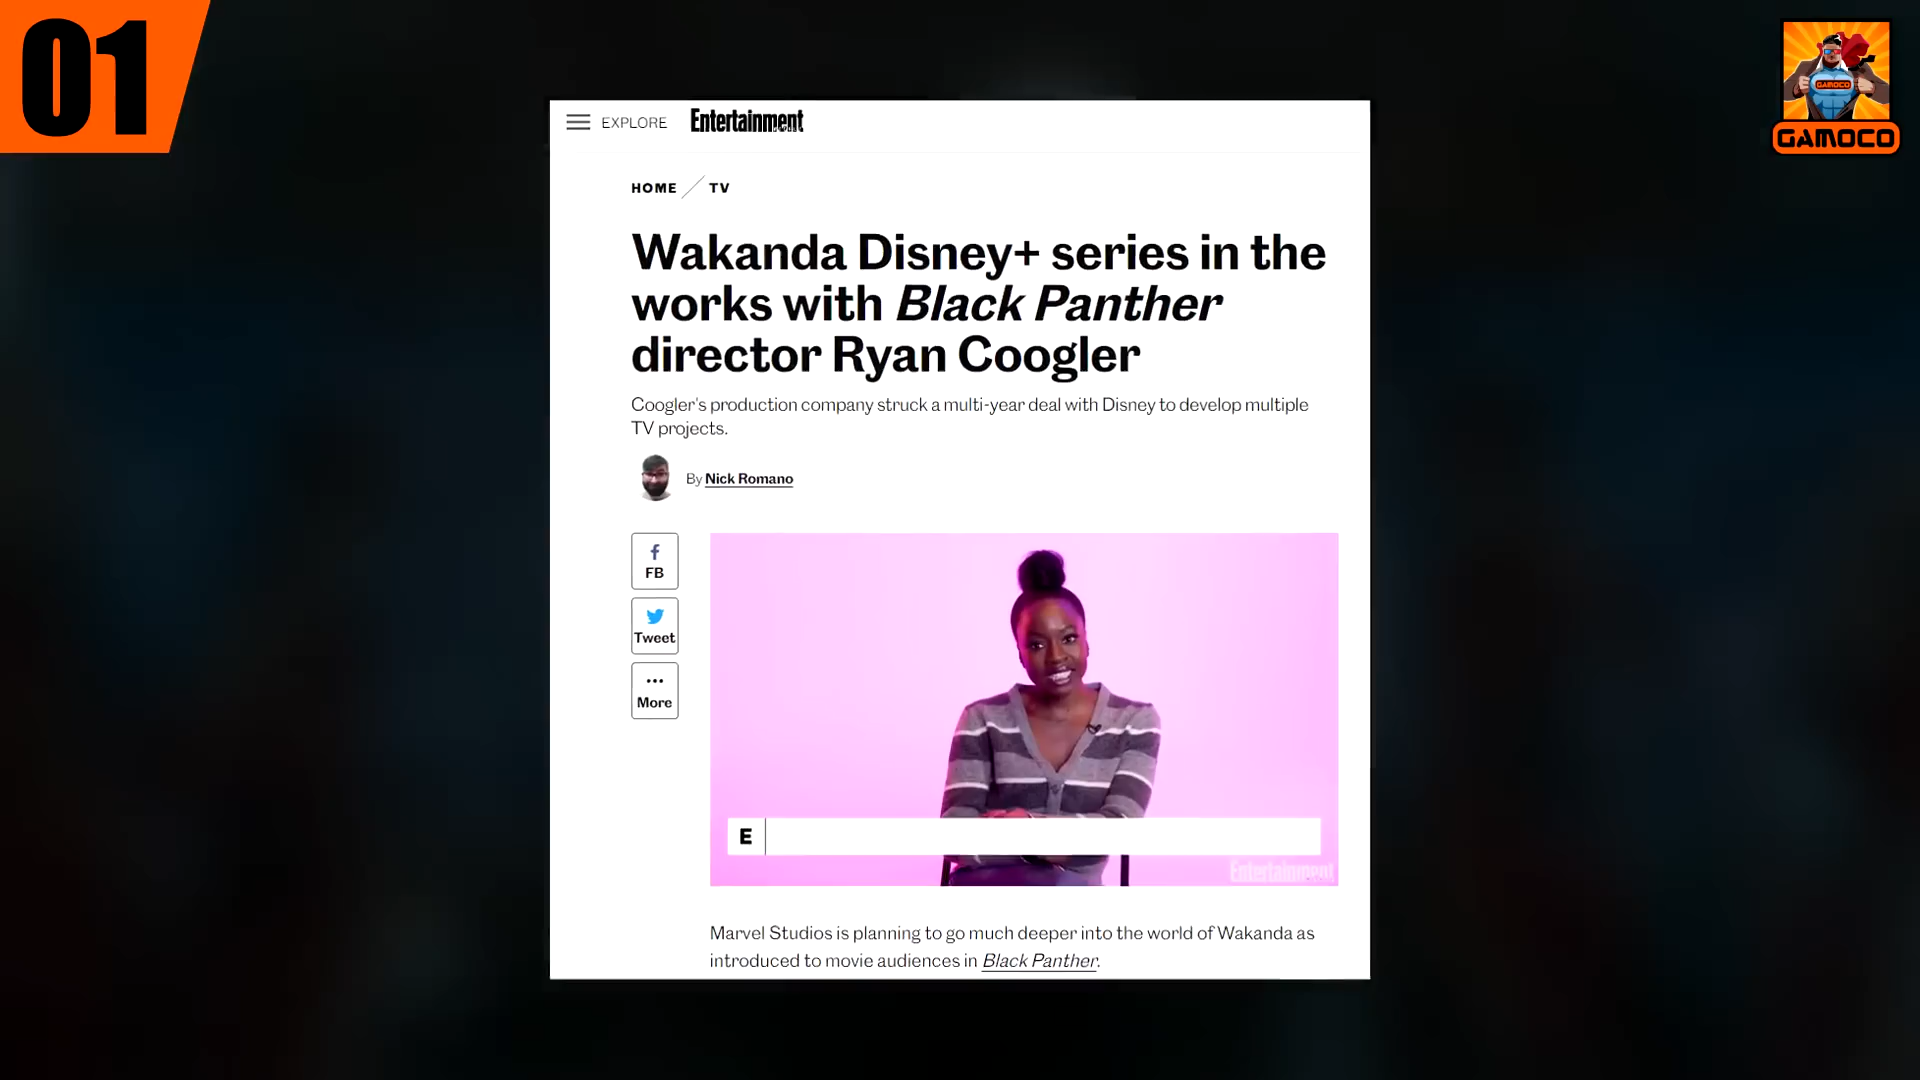 01
GAMOCO
GAMOCO
EXPLORE
Entertainment
HOME
TV
Wakanda Disney+ series in the
works with Black Panther
director Ryan Coogler
Coogler's production company struck a multi-year deal with Disney to develop multiple
TV projects.
By Nick Romano
FB
Tweet
More
E
Entertainment
Marvel Studios is planning to go much deeper into the world of Wakanda as
introduced to movie audiences in Black Panther.